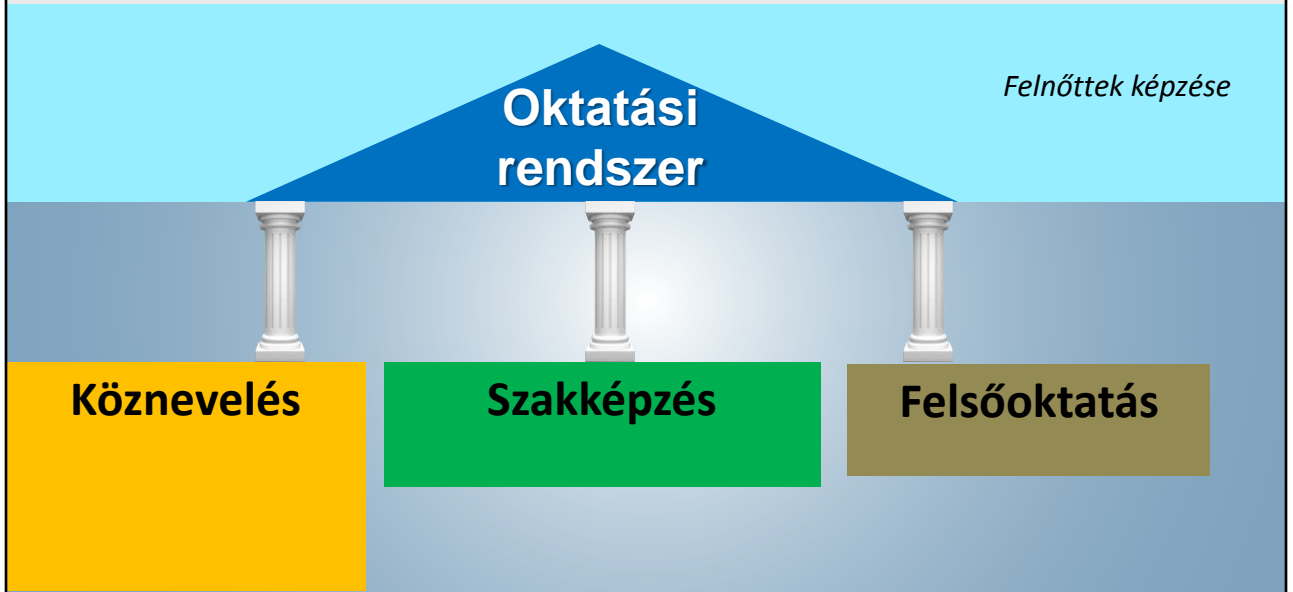 Felnőttek képzése
Oktatási
rendszer
Köznevelés
Szakképzés
Felsőoktatás